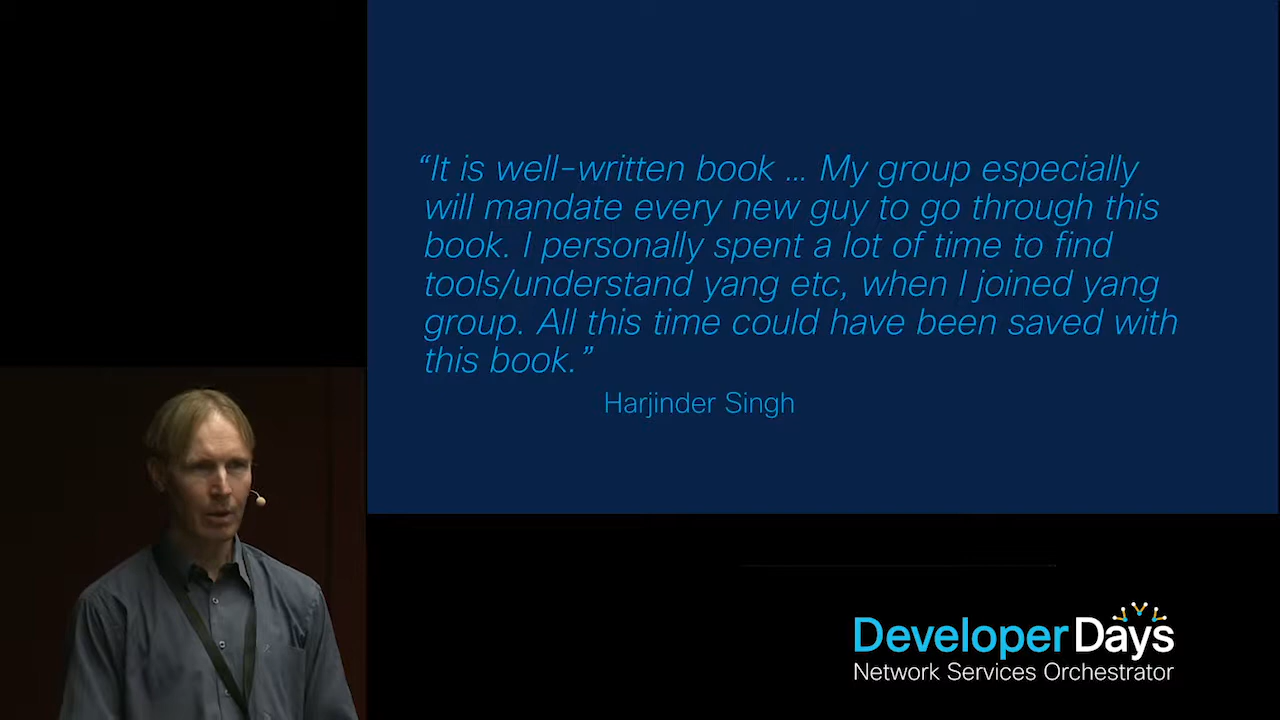 “It is well-written book ... My group especially
will mandate every new guy to go through this
book. I personally spent a lot of time to find
tools/understand yang etc, when I joined yang
group. All this time could have been saved with
this book.”
Harjinder Singh
DeveloperDays
Network Services Orchestrator